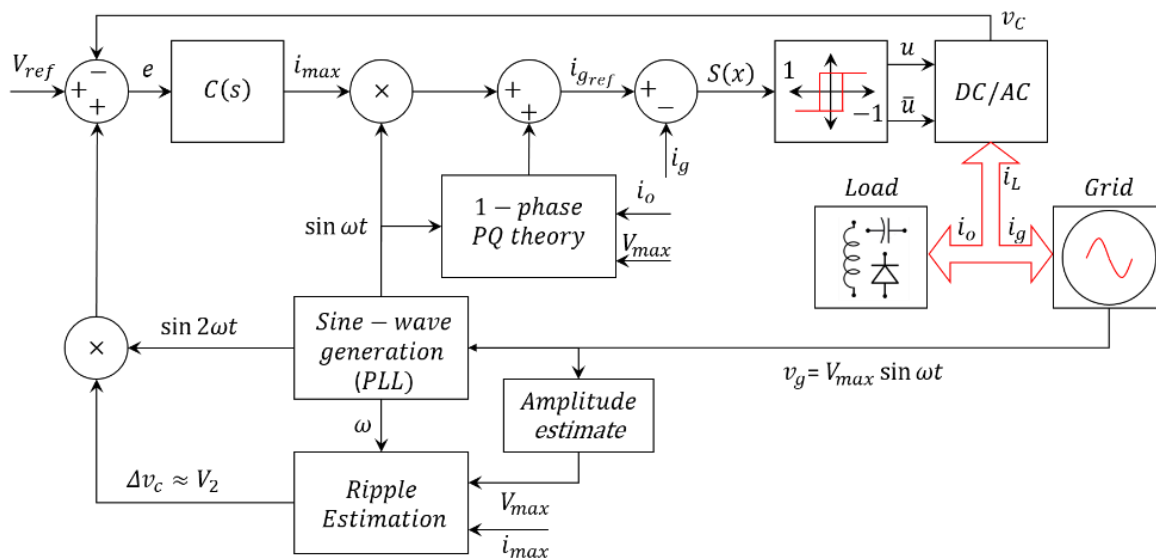 v_C
V_ref
+
−
+
e
C(s)
i_max
×
+
+
i_{g_ref}
+
−
S(x)
1
−1
u
ū
DC/AC
i_g
i_L
Load
Grid
i_o
i_g
sin ωt
1−phase
PQ theory
i_o
V_max
×
sin 2ωt
Sine−wave
generation
(PLL)
v_g= V_max sin ωt
Amplitude
estimate
ω
Δv_c ≈ V_2
Ripple
Estimation
V_max
i_max